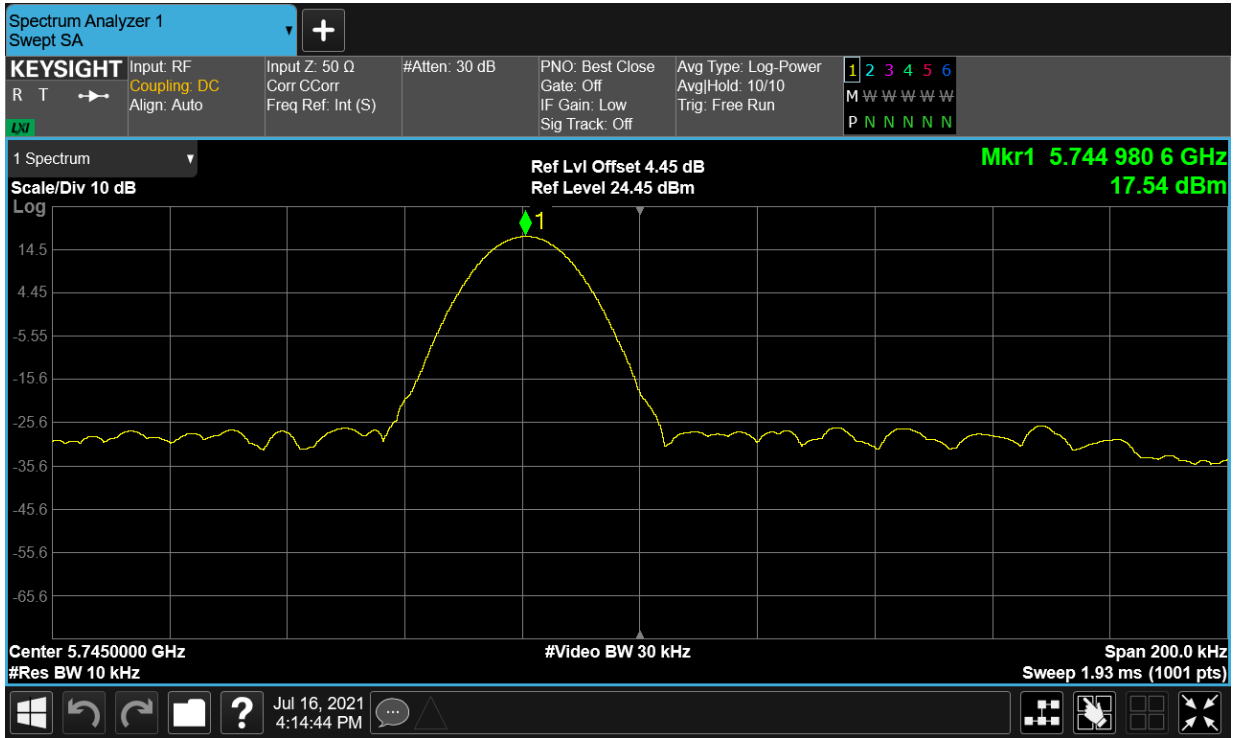 Spectrum Analyzer 1
Swept SA
KEYSIGHT
R T
LXI
Input: RF
Coupling: DC
Align: Auto
Input Z: 50 Ω
Corr CCorr
Freq Ref: Int (S)
#Atten: 30 dB
PNO: Best Close
Gate: Off
IF Gain: Low
Sig Track: Off
Avg Type: Log-Power
Avg|Hold: 10/10
Trig: Free Run
1 2 3 4 5 6
M W W W W W
P N N N N N
1 Spectrum
Scale/Div 10 dB
Log
Ref Lvl Offset 4.45 dB
Ref Level 24.45 dBm
Mkr1 5.744 980 6 GHz
17.54 dBm
1
14.5
4.45
-5.55
-15.6
-25.6
-35.6
-45.6
-55.6
-65.6
Center 5.7450000 GHz
#Res BW 10 kHz
#Video BW 30 kHz
Span 200.0 kHz
Sweep 1.93 ms (1001 pts)
?
Jul 16, 2021
4:14:44 PM